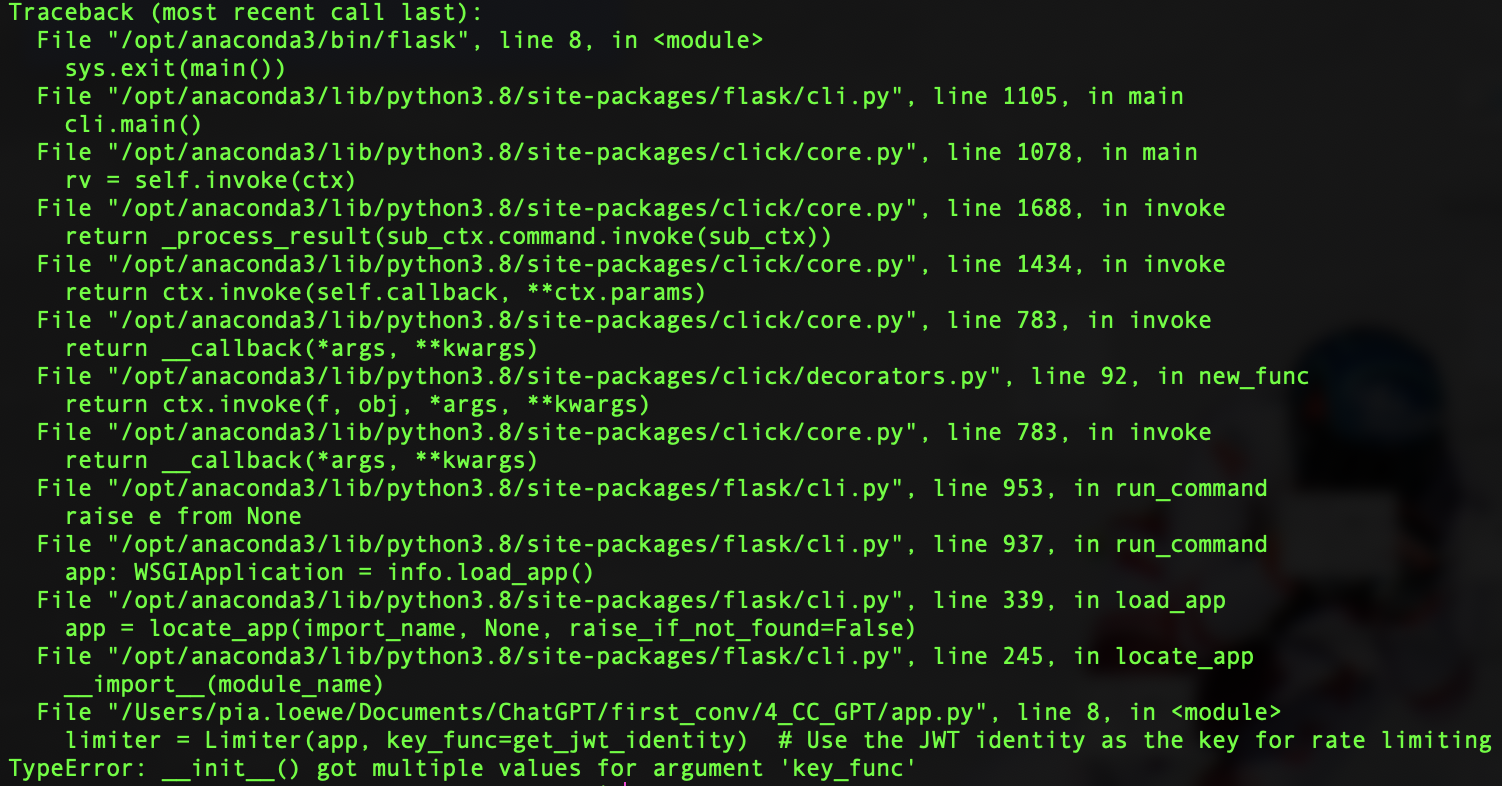 Traceback (most recent call last):
  File "/opt/anaconda3/bin/flask", line 8, in <module>
    sys.exit(main())
  File "/opt/anaconda3/lib/python3.8/site-packages/flask/cli.py", line 1105, in main
    cli.main()
  File "/opt/anaconda3/lib/python3.8/site-packages/click/core.py", line 1078, in main
    rv = self.invoke(ctx)
  File "/opt/anaconda3/lib/python3.8/site-packages/click/core.py", line 1688, in invoke
    return _process_result(sub_ctx.command.invoke(sub_ctx))
  File "/opt/anaconda3/lib/python3.8/site-packages/click/core.py", line 1434, in invoke
    return ctx.invoke(self.callback, **ctx.params)
  File "/opt/anaconda3/lib/python3.8/site-packages/click/core.py", line 783, in invoke
    return __callback(*args, **kwargs)
  File "/opt/anaconda3/lib/python3.8/site-packages/click/decorators.py", line 92, in new_func
    return ctx.invoke(f, obj, *args, **kwargs)
  File "/opt/anaconda3/lib/python3.8/site-packages/click/core.py", line 783, in invoke
    return __callback(*args, **kwargs)
  File "/opt/anaconda3/lib/python3.8/site-packages/flask/cli.py", line 953, in run_command
    raise e from None
  File "/opt/anaconda3/lib/python3.8/site-packages/flask/cli.py", line 937, in run_command
    app: WSGIApplication = info.load_app()
  File "/opt/anaconda3/lib/python3.8/site-packages/flask/cli.py", line 339, in load_app
    app = locate_app(import_name, None, raise_if_not_found=False)
  File "/opt/anaconda3/lib/python3.8/site-packages/flask/cli.py", line 245, in locate_app
    __import__(module_name)
  File "/Users/pia.loewe/Documents/ChatGPT/first_conv/4_CC_GPT/app.py", line 8, in <module>
    limiter = Limiter(app, key_func=get_jwt_identity)  # Use the JWT identity as the key for rate limiting
TypeError: __init__() got multiple values for argument 'key_func'